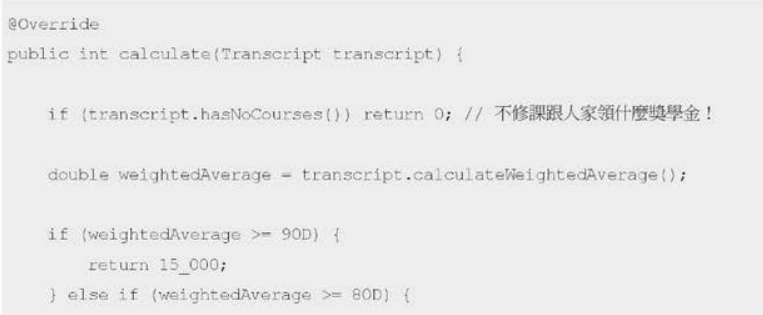 @Override
public int calculate(Transcript transcript) {
if (transcript.hasNoCourses()) return 0; // 不修課跟人家領什麼獎學金！
double weightedAverage = transcript.calculateWeightedAverage();
if (weightedAverage >= 90D) {
return 15_000;
} else if (weightedAverage >= 80D) {